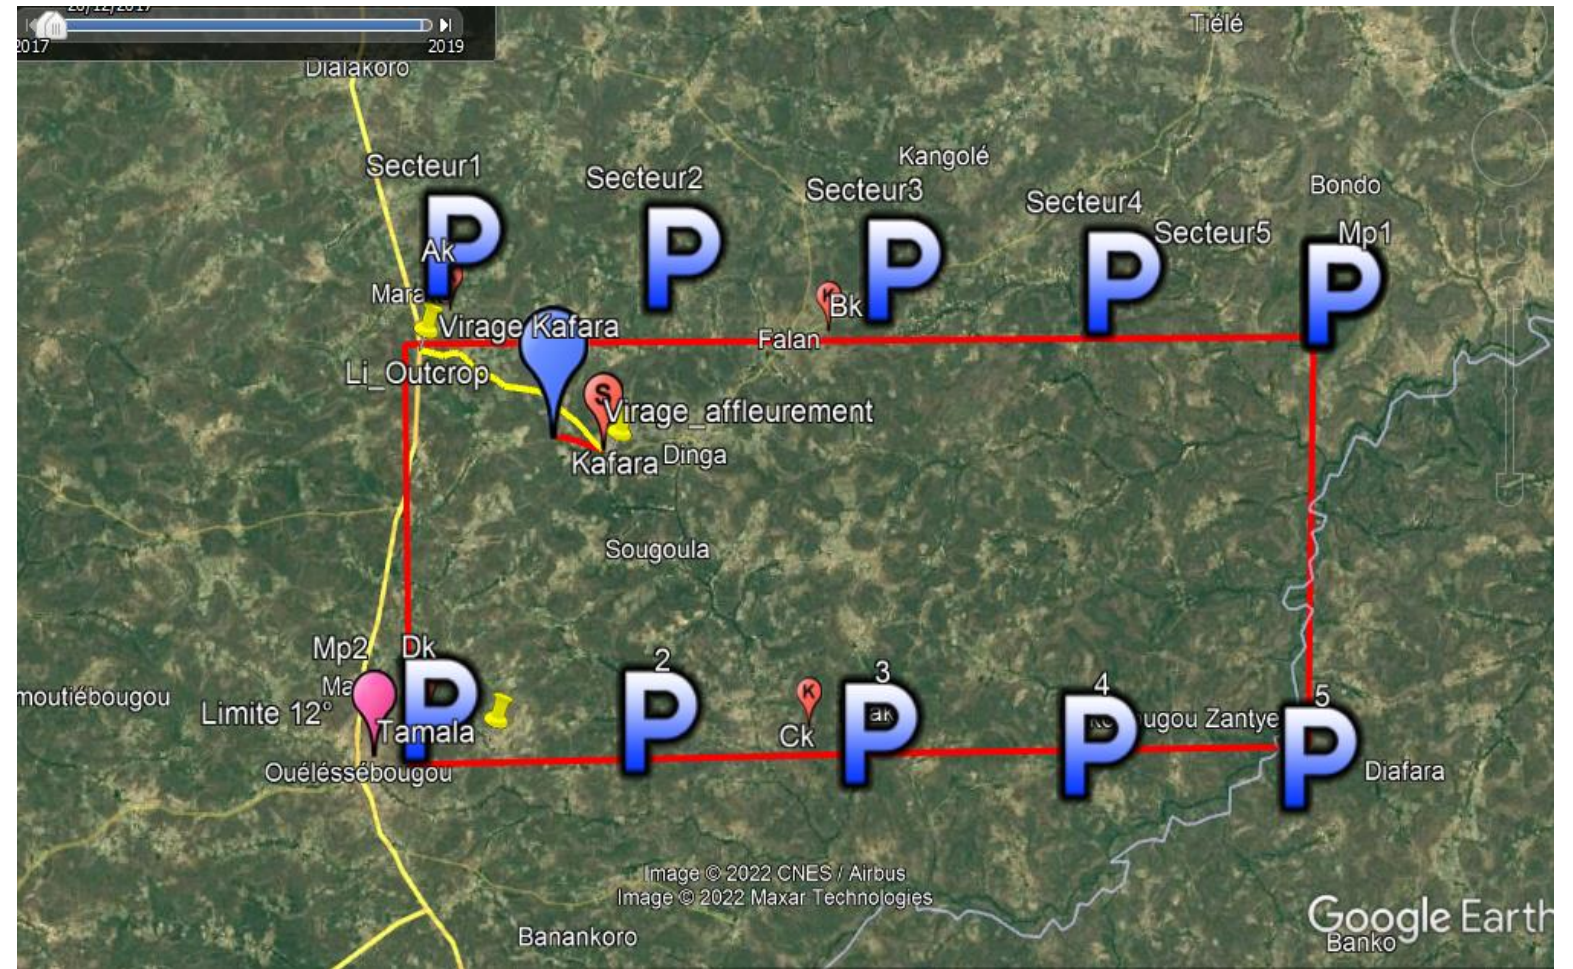 2017
2019
Dialakoro
Tiélé
Kangolé
Secteur1
Secteur2
Secteur3
Secteur4
Secteur5
Bondo
Mp1
P
P
P
P
P
Ak
K
Bk
Virage Kafara
Falan
Li_Outcrop
S
Virage_affleurement
Kafara
Dinga
Sougoula
Mp2
Dk
2
3
4
5
moutiébougou
Limite 12°
K
Ck
ugou Zantye
P
P
P
P
P
Tamala
Ouéléssébougou
Diafara
Image © 2022 CNES / Airbus
Image © 2022 Maxar Technologies
Google Earth
Banankoro
Banko